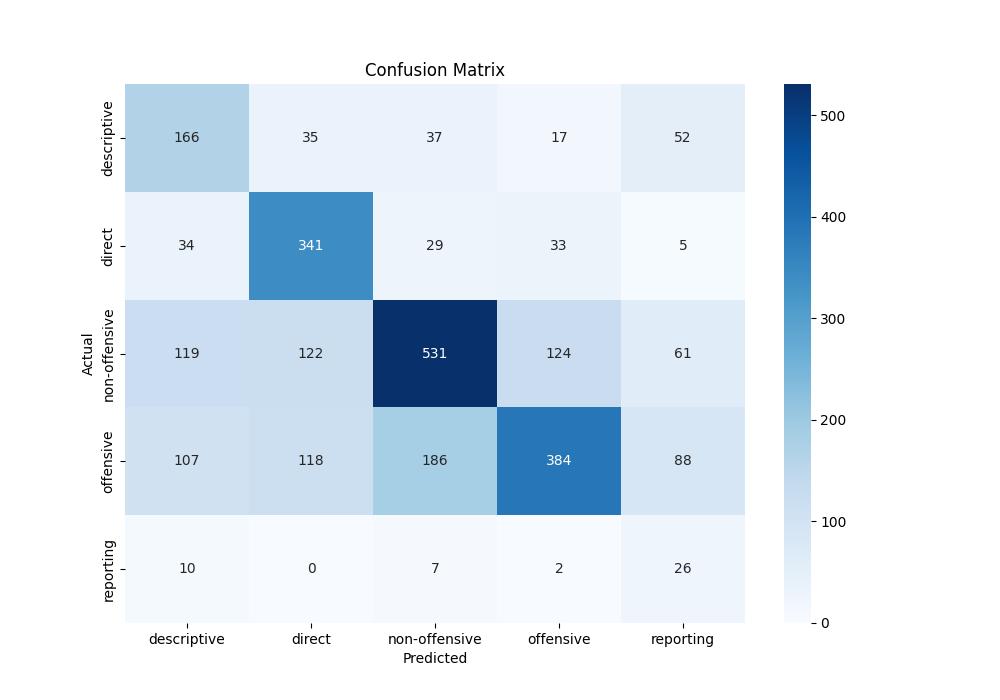 Confusion Matrix
Actual
descriptive
166 35 37 17 52
direct
34 341 29 33 5
non-offensive
119 122 531 124 61
offensive
107 118 186 384 88
reporting
10 0 7 2 26
descriptive direct non-offensive offensive reporting
Predicted
500
400
300
200
100
0